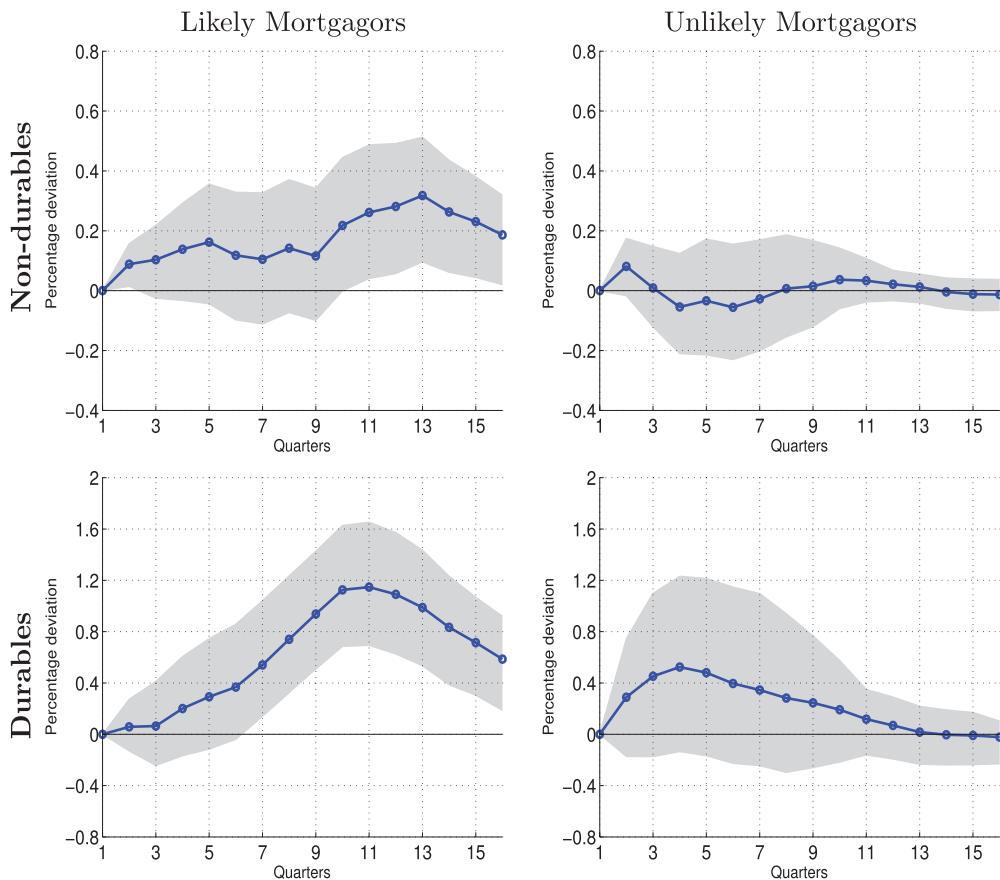 Likely Mortgagors
Unlikely Mortgagors
Non-durables
Percentage deviation
0.8
0.6
0.4
0.2
0
−0.2
−0.4
1 3 5 7 9 11 13 15
Quarters
Percentage deviation
0.8
0.6
0.4
0.2
0
−0.2
−0.4
1 3 5 7 9 11 13 15
Quarters
Durables
Percentage deviation
2
1.6
1.2
0.8
0.4
0
−0.4
−0.8
1 3 5 7 9 11 13 15
Quarters
Percentage deviation
2
1.6
1.2
0.8
0.4
0
−0.4
−0.8
1 3 5 7 9 11 13 15
Quarters